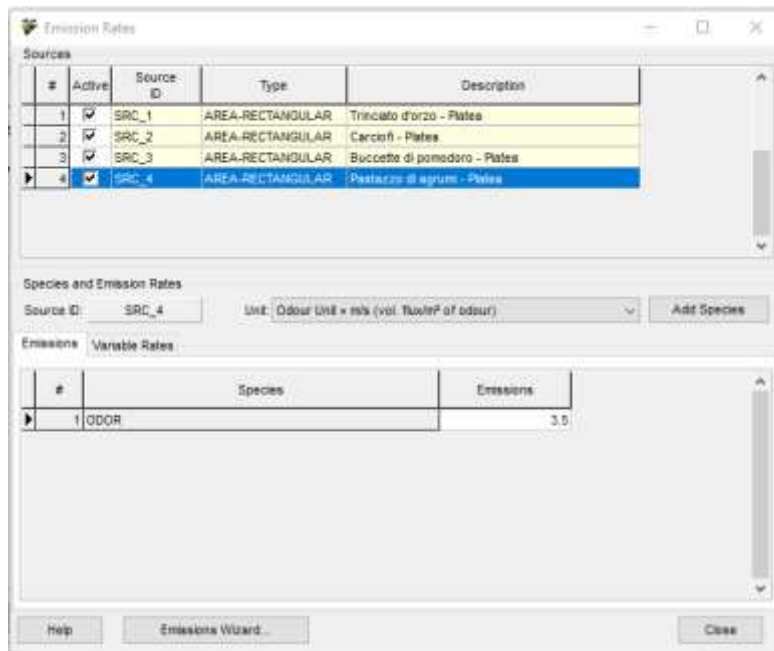 Emission Rates
Sources
# Active Source ID Type Description
1 SRC_1 AREA-RECTANGULAR Trinciato d'orzo - Platea
2 SRC_2 AREA-RECTANGULAR Carciofi - Platea
3 SRC_3 AREA-RECTANGULAR Buccette di pomodoro - Platea
4 SRC_4 AREA-RECTANGULAR Pastazzo di agrumi - Platea
Species and Emission Rates
Source ID: SRC_4 Unit: Odour Unit × m/s (vol. flux/m² of odour) Add Species
Emissions Variable Rates
# Species Emissions
1 ODOR 3.5
Help Emissions Wizard... Close